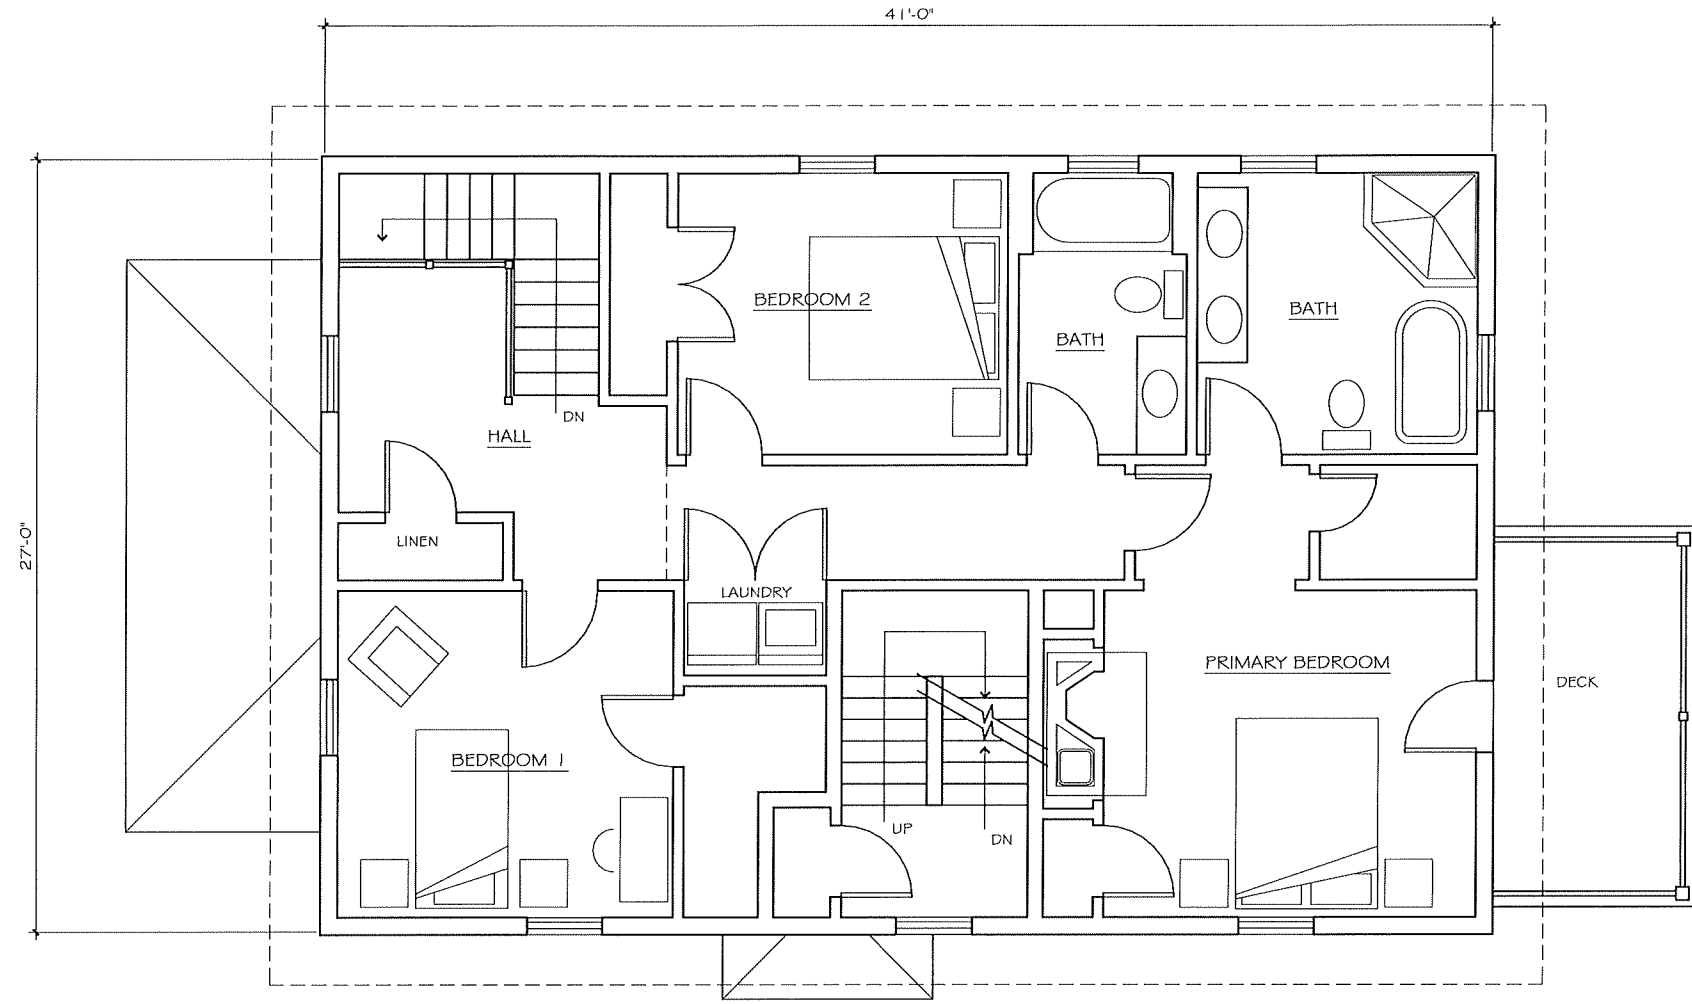 41'-0"
27'-0"
BEDROOM 2
BATH
BATH
DN
HALL
LINEN
LAUNDRY
PRIMARY BEDROOM
DECK
BEDROOM 1
UP
DN